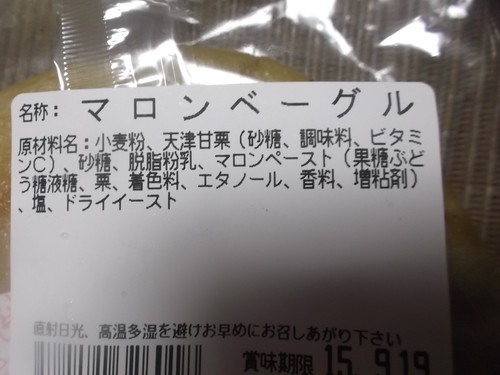 名称: マロンベーグル
原材料名:小麦粉、天津甘栗(砂糖、調味料、ビタミ
ンC)、砂糖、脱脂粉乳、マロンペースト(果糖ぶど
う糖液糖、栗、着色料、エタノール、香料、増粘剤)
、塩、ドライイースト
直射日光、高温多湿を避けお早めにお召しあがり下さい
賞味期限 15.9.19